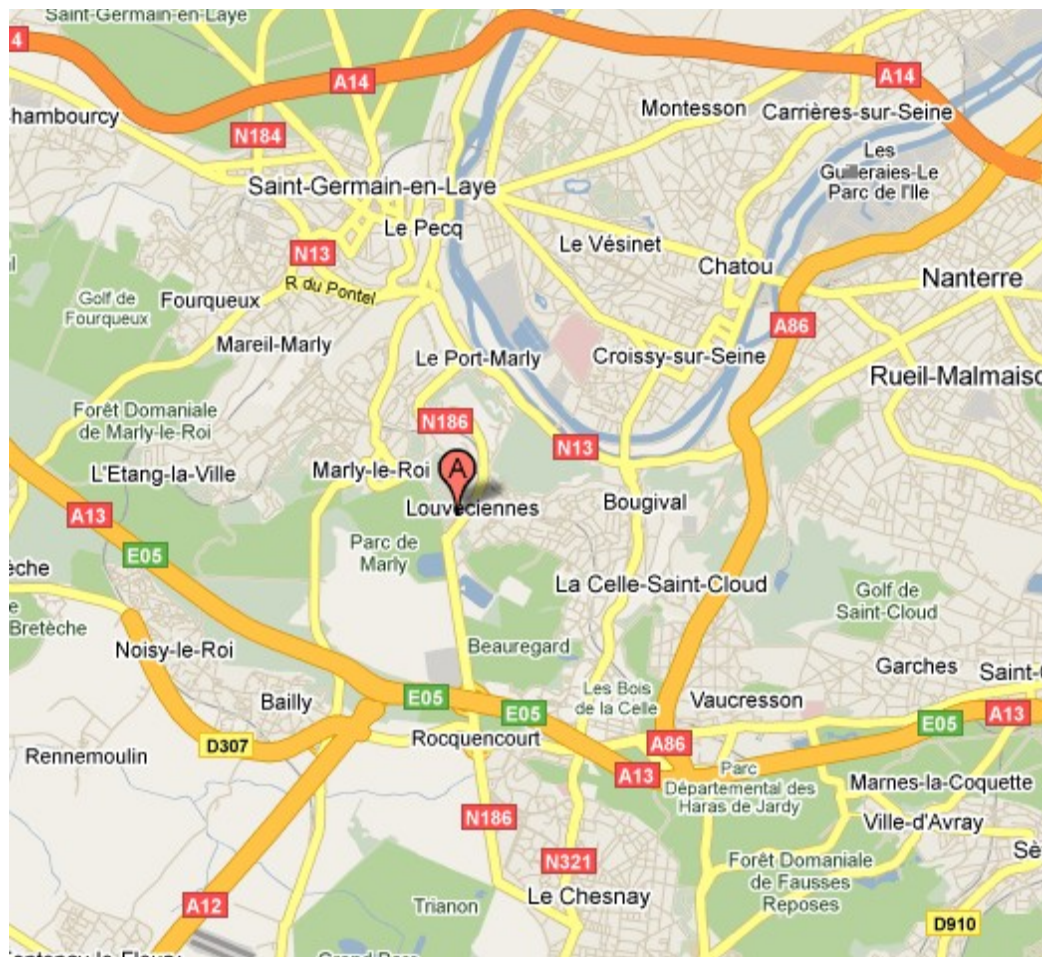 Saint-Germain-en-Laye
4
A14
A14
Montesson
Carrières-sur-Seine
hambourcy
N184
Les
Parc de l'Ile
Saint-Germain-en-Laye
Le Pecq
Le Vésinet
N13
Chatou
Nanterre
R du Pontel
Golf de
Fourqueux
Fourqueux
A86
Mareil-Marly
Le Port-Marly
Croissy-sur-Seine
Rueil-Malmaiso
Forêt Domaniale
de Marly-le-Roi
N186
N13
L'Etang-la-Ville
Marly-le-Roi
A
Louveciennes
Bougival
A13
E05
Parc de
Marly
èche
La Celle-Saint-Cloud
Golf de
Saint-Cloud
e
Bretèche
Noisy-le-Roi
Beauregard
Garches
Saint-
Bailly
E05
Les Bois
de la Celle
Vaucresson
E05
E05
A13
D307
Rocquencourt
A86
Rennemoulin
A13
Parc
Départemental des
Haras de Jardy
Marnes-la-Coquette
N186
Ville-d'Avray
Sè
N321
Forêt Domaniale
de Fausses
Reposes
Le Chesnay
A12
Trianon
D910